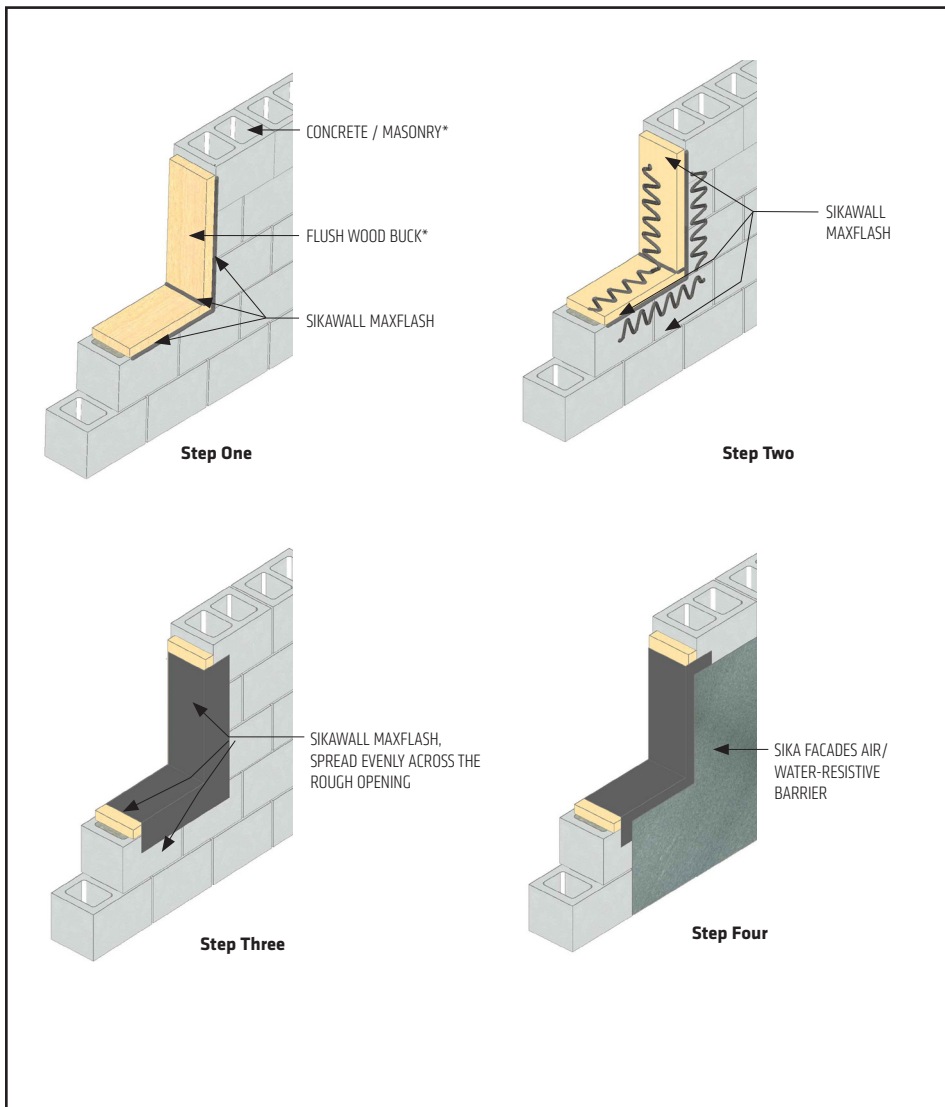 CONCRETE / MASONRY*
FLUSH WOOD BUCK*
SIKAWALL MAXFLASH
Step One
SIKAWALL
MAXFLASH
Step Two
SIKAWALL MAXFLASH,
SPREAD EVENLY ACROSS THE
ROUGH OPENING
Step Three
SIKA FACADES AIR/
WATER-RESISTIVE
BARRIER
Step Four